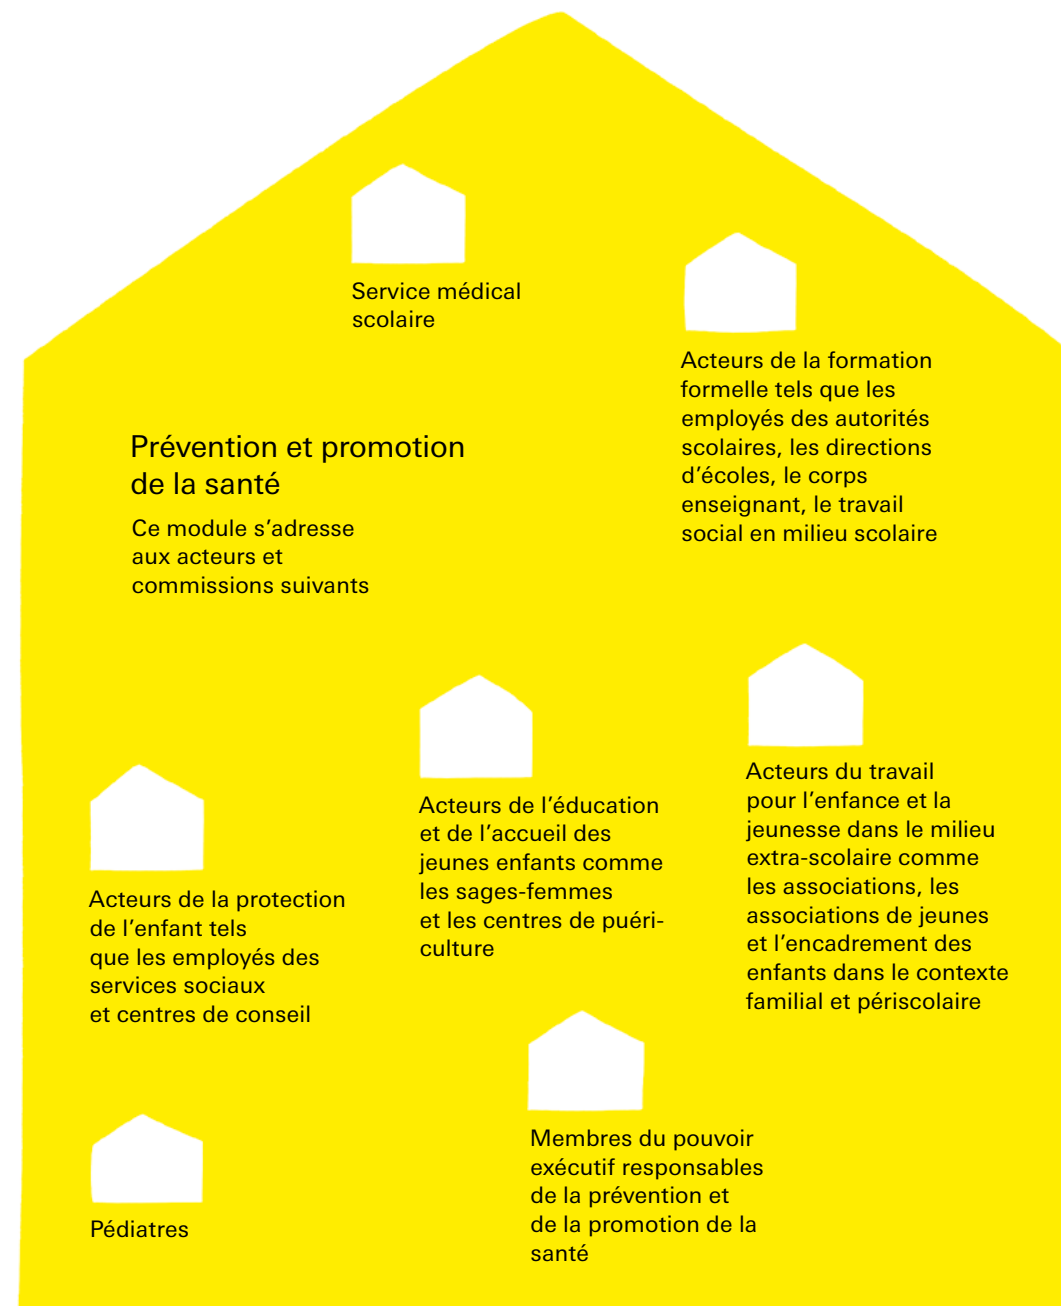 Service médical
scolaire
Acteurs de la formation
formelle tels que les
employés des autorités
scolaires, les directions
d’écoles, le corps
enseignant, le travail
social en milieu scolaire
Prévention et promotion
de la santé
Ce module s’adresse
aux acteurs et
commissions suivants
Acteurs de la protection
de l’enfant tels
que les employés des
services sociaux
et centres de conseil
Acteurs de l’éducation
et de l’accueil des
jeunes enfants comme
les sages-femmes
et les centres de puéri-
culture
Acteurs du travail
pour l’enfance et la
jeunesse dans le milieu
extra-scolaire comme
les associations, les
associations de jeunes
et l’encadrement des
enfants dans le contexte
familial et périscolaire
Pédiatres
Membres du pouvoir
exécutif responsables
de la prévention et
de la promotion de la
santé